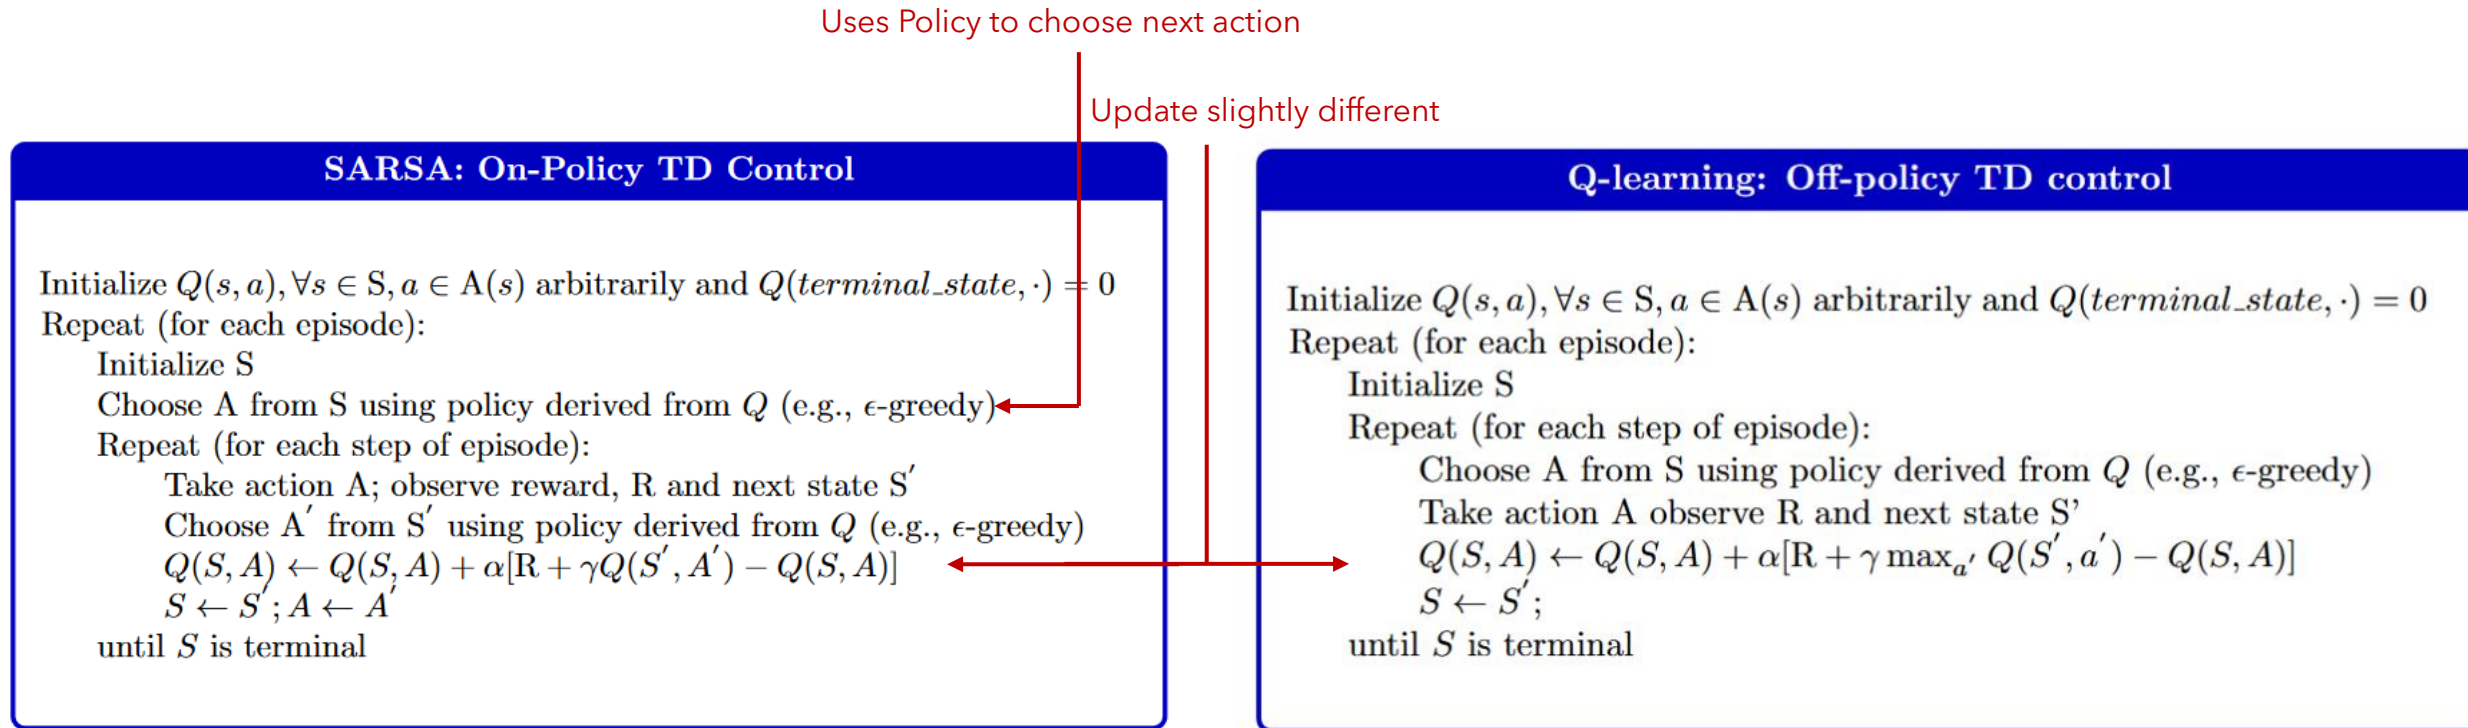 Uses Policy to choose next action
Update slightly different
SARSA: On-Policy TD Control
Initialize Q(s, a), ∀s ∈ S, a ∈ A(s) arbitrarily and Q(terminal_state, ·) = 0
Repeat (for each episode):
Initialize S
Choose A from S using policy derived from Q (e.g., ϵ-greedy)
Repeat (for each step of episode):
Take action A; observe reward, R and next state S′
Choose A′ from S′ using policy derived from Q (e.g., ϵ-greedy)
Q(S, A) ← Q(S, A) + α[R + γQ(S′, A′) − Q(S, A)]
S ← S′; A ← A′
until S is terminal
Q-learning: Off-policy TD control
Initialize Q(s, a), ∀s ∈ S, a ∈ A(s) arbitrarily and Q(terminal_state, ·) = 0
Repeat (for each episode):
Initialize S
Repeat (for each step of episode):
Choose A from S using policy derived from Q (e.g., ϵ-greedy)
Take action A observe R and next state S’
Q(S, A) ← Q(S, A) + α[R + γ maxₐ′ Q(S′, a′) − Q(S, A)]
S ← S′;
until S is terminal